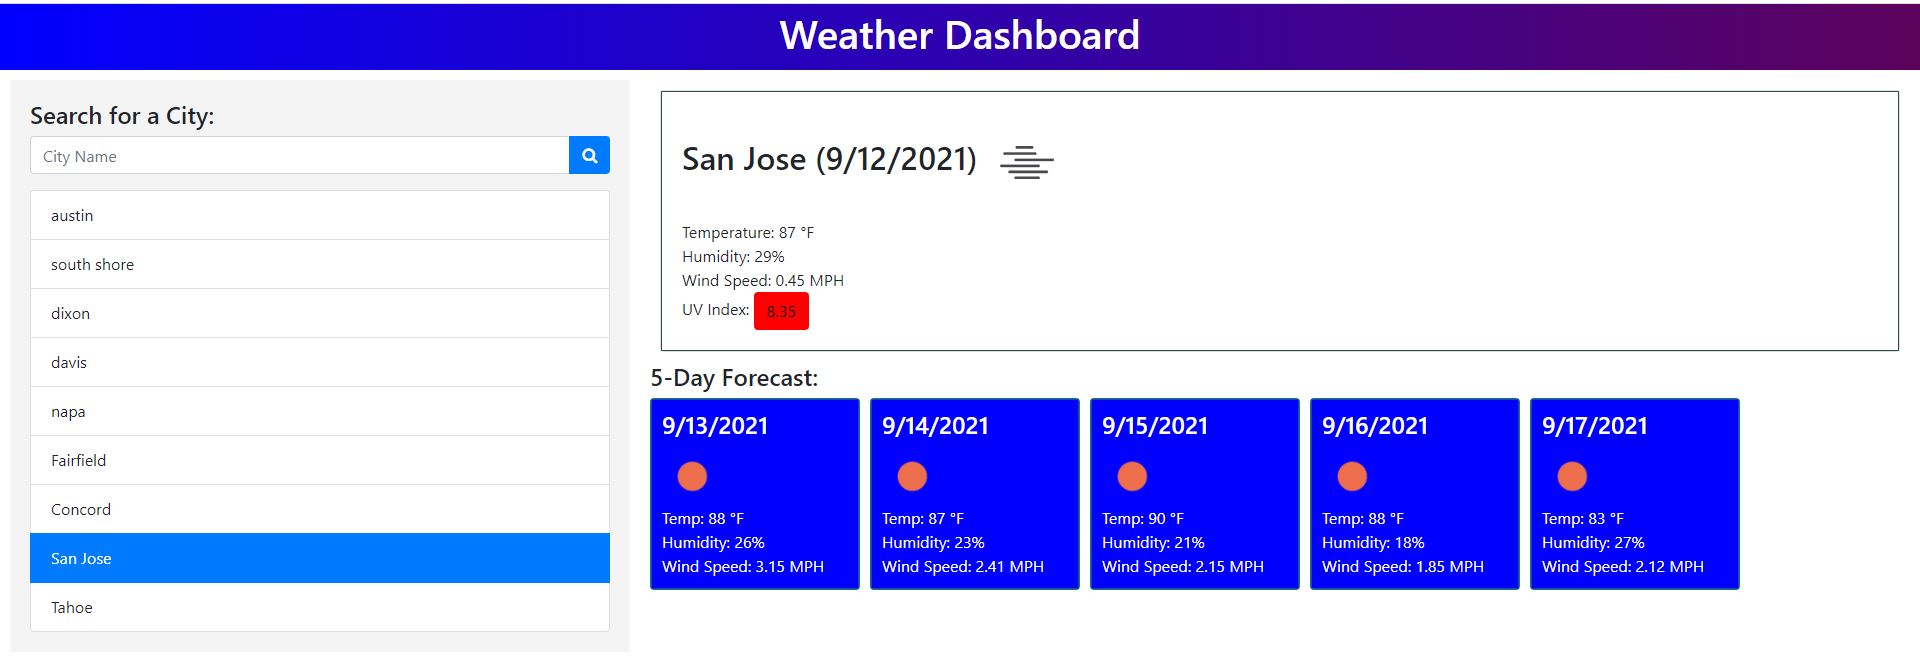 Weather Dashboard
Search for a City:
City Name
austin
south shore
dixon
davis
napa
Fairfield
Concord
San Jose
Tahoe
San Jose (9/12/2021)
Temperature: 87 °F
Humidity: 29%
Wind Speed: 0.45 MPH
UV Index: 8.35
5-Day Forecast:
9/13/2021
Temp: 88 °F
Humidity: 26%
Wind Speed: 3.15 MPH
9/14/2021
Temp: 87 °F
Humidity: 23%
Wind Speed: 2.41 MPH
9/15/2021
Temp: 90 °F
Humidity: 21%
Wind Speed: 2.15 MPH
9/16/2021
Temp: 88 °F
Humidity: 18%
Wind Speed: 1.85 MPH
9/17/2021
Temp: 83 °F
Humidity: 27%
Wind Speed: 2.12 MPH